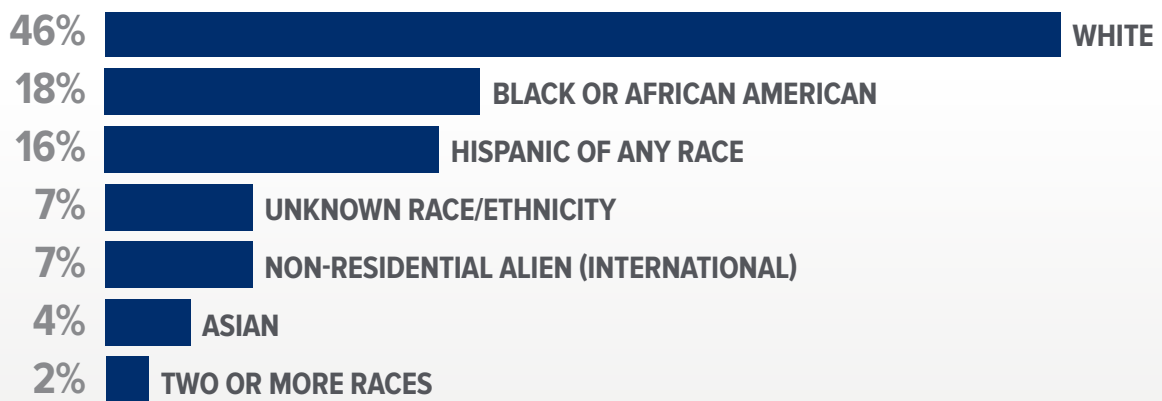 46% WHITE
18% BLACK OR AFRICAN AMERICAN
16% HISPANIC OF ANY RACE
7% UNKNOWN RACE/ETHNICITY
7% NON-RESIDENTIAL ALIEN (INTERNATIONAL)
4% ASIAN
2% TWO OR MORE RACES